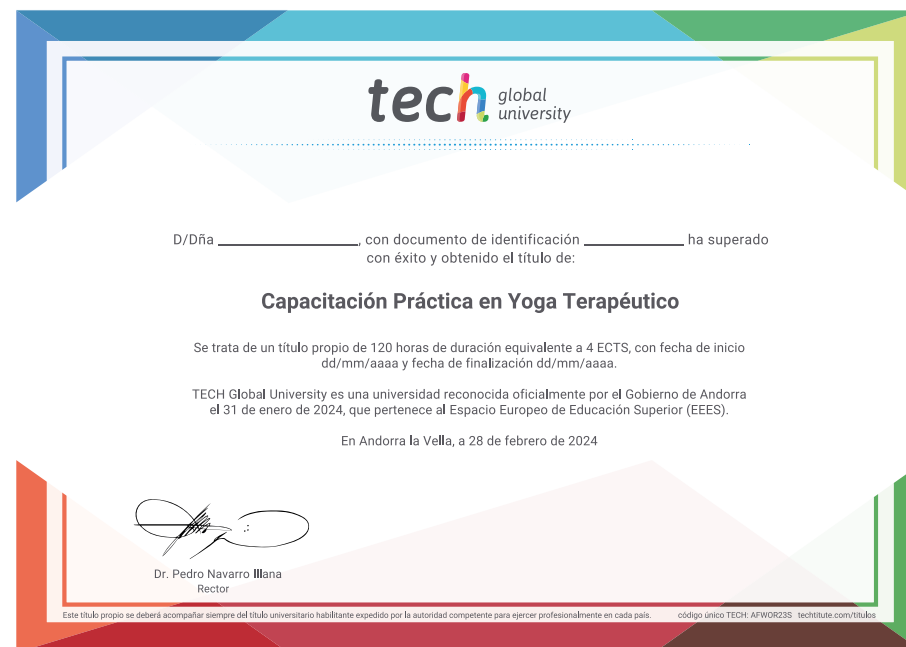 tech global university
D/Dña ____________________, con documento de identificación ______________ ha superado
con éxito y obtenido el título de:
Capacitación Práctica en Yoga Terapéutico
Se trata de un título propio de 120 horas de duración equivalente a 4 ECTS, con fecha de inicio
dd/mm/aaaa y fecha de finalización dd/mm/aaaa.
TECH Global University es una universidad reconocida oficialmente por el Gobierno de Andorra
el 31 de enero de 2024, que pertenece al Espacio Europeo de Educación Superior (EEES).
En Andorra la Vella, a 28 de febrero de 2024
Dr. Pedro Navarro Illana
Rector
Este título propio se deberá acompañar siempre del título universitario habilitante expedido por la autoridad competente para ejercer profesionalmente en cada país. código único TECH: AFWOR23S techtitute.com/titulos